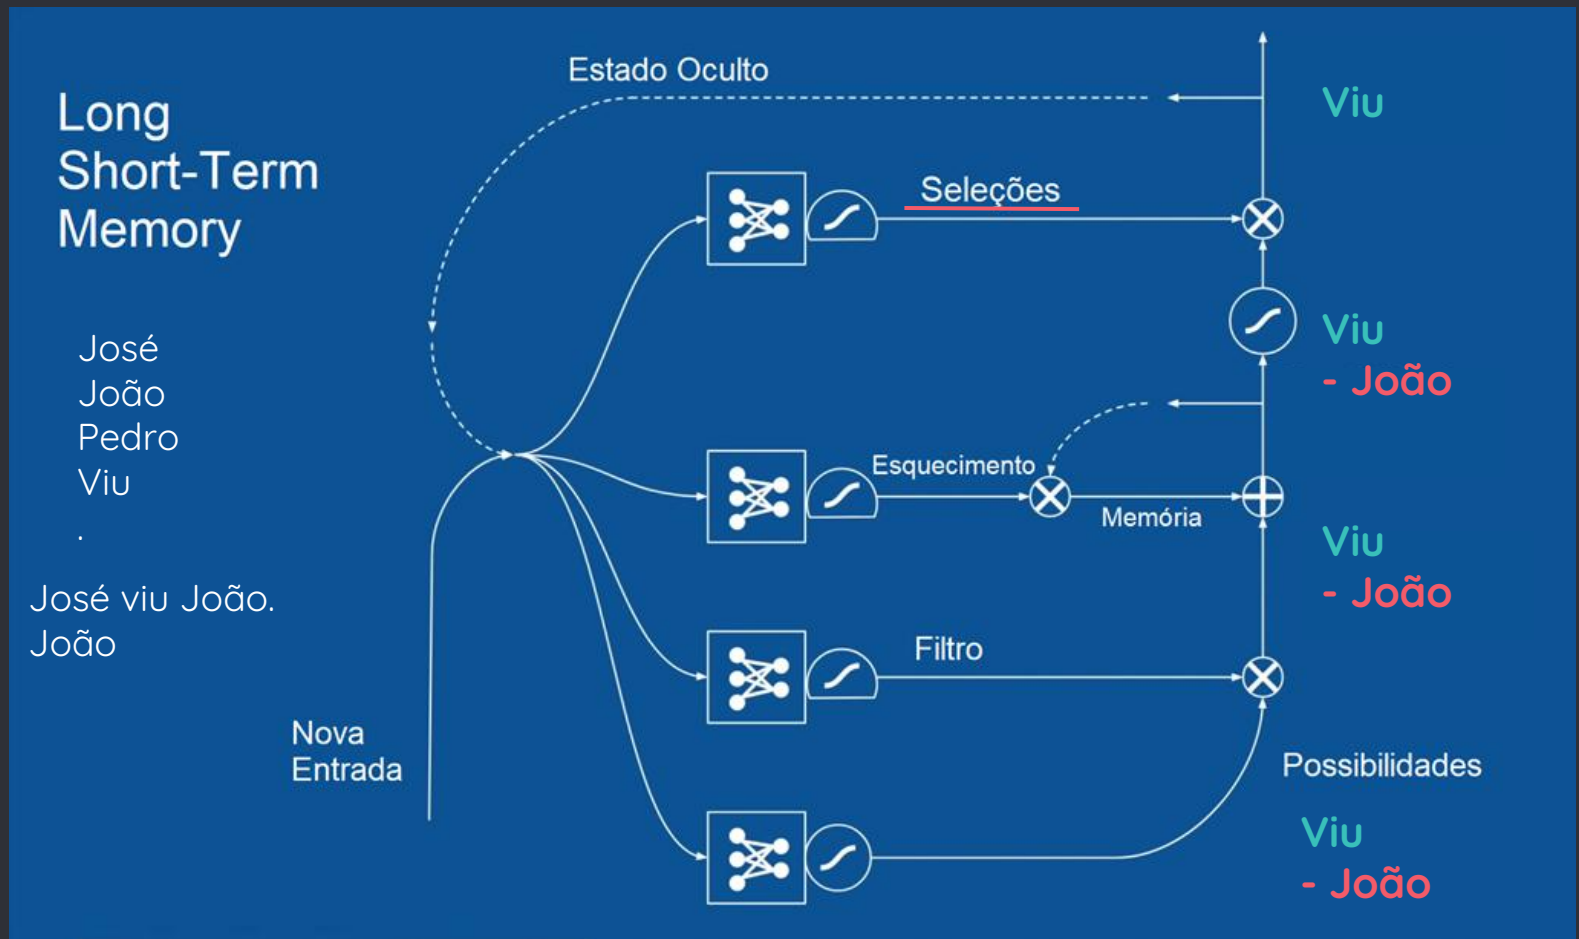 Long
Short-Term
Memory
Estado Oculto
Viu
Seleções
José
João
Pedro
Viu
.
Viu
- João
Esquecimento
Memória
José viu João.
João
Viu
- João
Filtro
Nova
Entrada
Possibilidades
Viu
- João